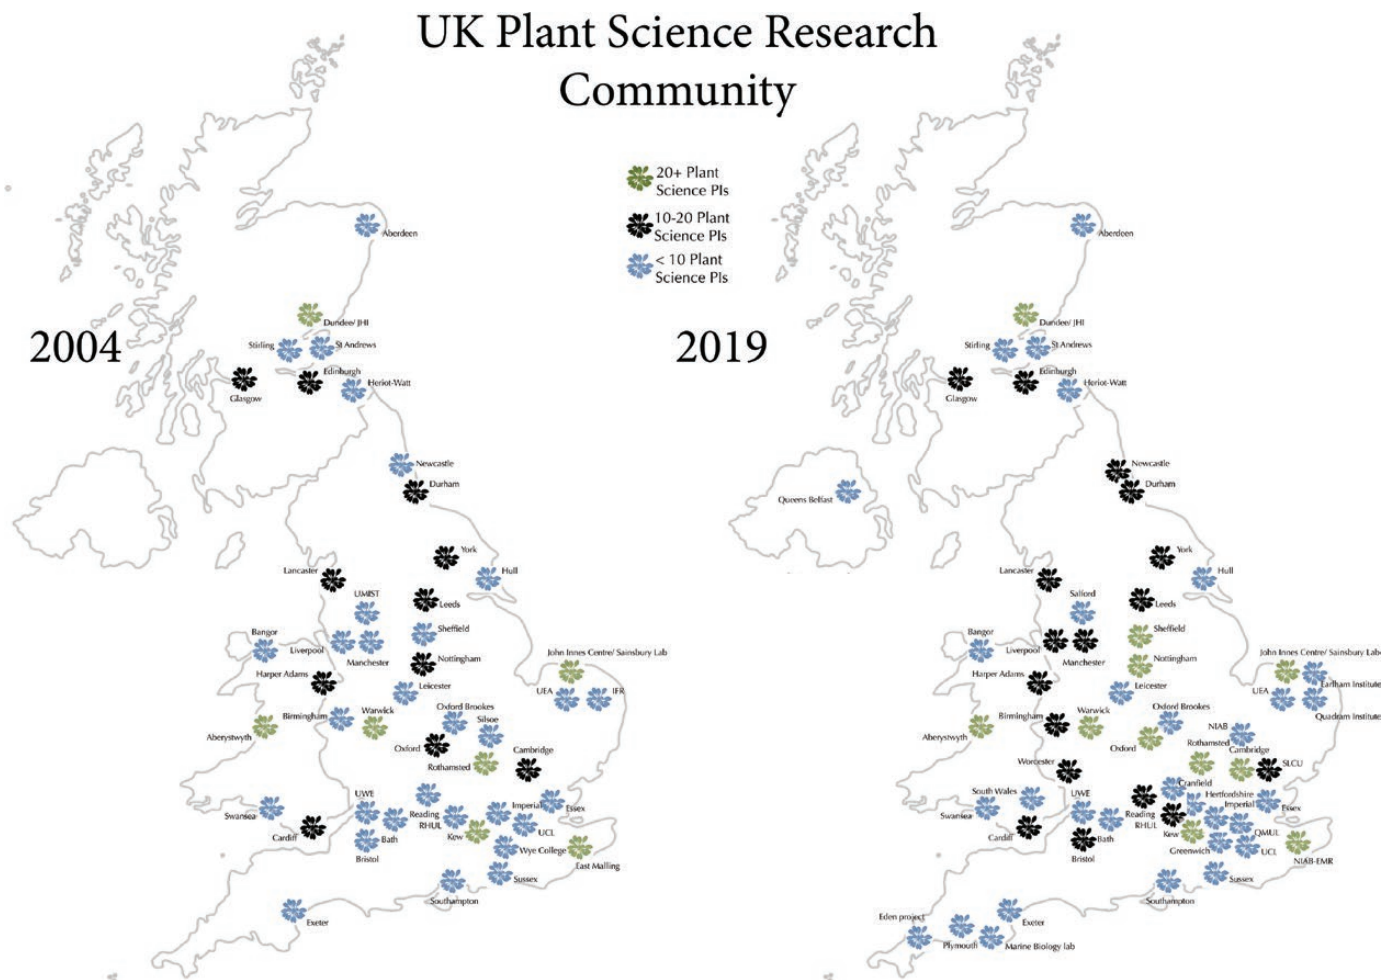 UK Plant Science Research
Community
20+ Plant
Science PIs
10-20 Plant
Science PIs
< 10 Plant
Science PIs
2004
Aberdeen
Dundee/ JHI
Stirling
St Andrews
Edinburgh
Glasgow
Heriot-Watt
Newcastle
Durham
York
Lancaster
Hull
UMIST
Leeds
Bangor
Sheffield
Liverpool
Manchester
Nottingham
John Innes Centre/ Sainsbury Lab
Harper Adams
Leicester
UEA
IFR
Birmingham
Warwick
Oxford Brookes
Silsoe
Aberystwyth
Oxford
Cambridge
Rothamsted
UWE
Swansea
Reading
RHUL
Imperial
Essex
Cardiff
Bath
Kew
UCL
Bristol
Wye College
East Malling
Sussex
Southampton
Exeter
2019
Aberdeen
Dundee/ JHI
Stirling
St Andrews
Edinburgh
Glasgow
Heriot-Watt
Newcastle
Durham
Queens Belfast
York
Lancaster
Hull
Salford
Leeds
Bangor
Sheffield
Liverpool
Manchester
Nottingham
John Innes Centre/ Sainsbury Lab
Harper Adams
Leicester
Earlham Institute
UEA
Quadram Institute
Birmingham
Warwick
Oxford Brookes
NIAB
Aberystwyth
Oxford
Rothamsted
Cambridge
Worcester
SLCU
Cranfield
South Wales
UWE
Hertfordshire
Imperial
Essex
Swansea
Reading
RHUL
Cardiff
Bath
Kew
QMUL
Bristol
Greenwich
UCL
NIAB-EMR
Sussex
Southampton
Eden project
Exeter
Plymouth
Marine Biology lab